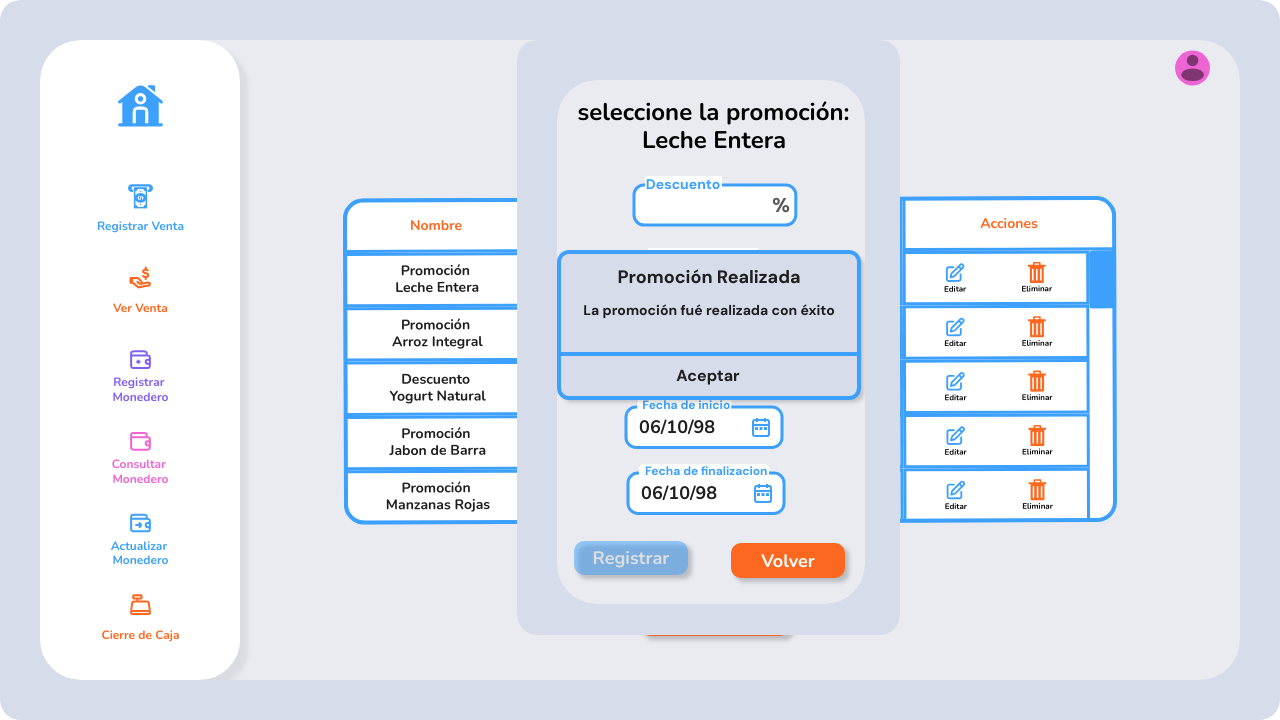 Registrar Venta
Ver Venta
Registrar
Monedero
Consultar
Monedero
Actualizar
Monedero
Cierre de Caja
Nombre
Promoción
Leche Entera
Promoción
Arroz Integral
Descuento
Yogurt Natural
Promoción
Jabon de Barra
Promoción
Manzanas Rojas
seleccione la promoción:
Leche Entera
Descuento
%
Promoción Realizada
La promoción fué realizada con éxito
Aceptar
Fecha de inicio
06/10/98
Fecha de finalizacion
06/10/98
Registrar
Volver
Acciones
Editar
Eliminar
Editar
Eliminar
Editar
Eliminar
Editar
Eliminar
Editar
Eliminar